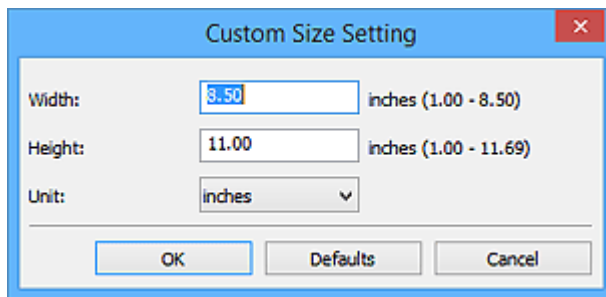 Custom Size Setting
Width: 8.50 inches (1.00 - 8.50)
Height: 11.00 inches (1.00 - 11.69)
Unit: inches
OK Defaults Cancel